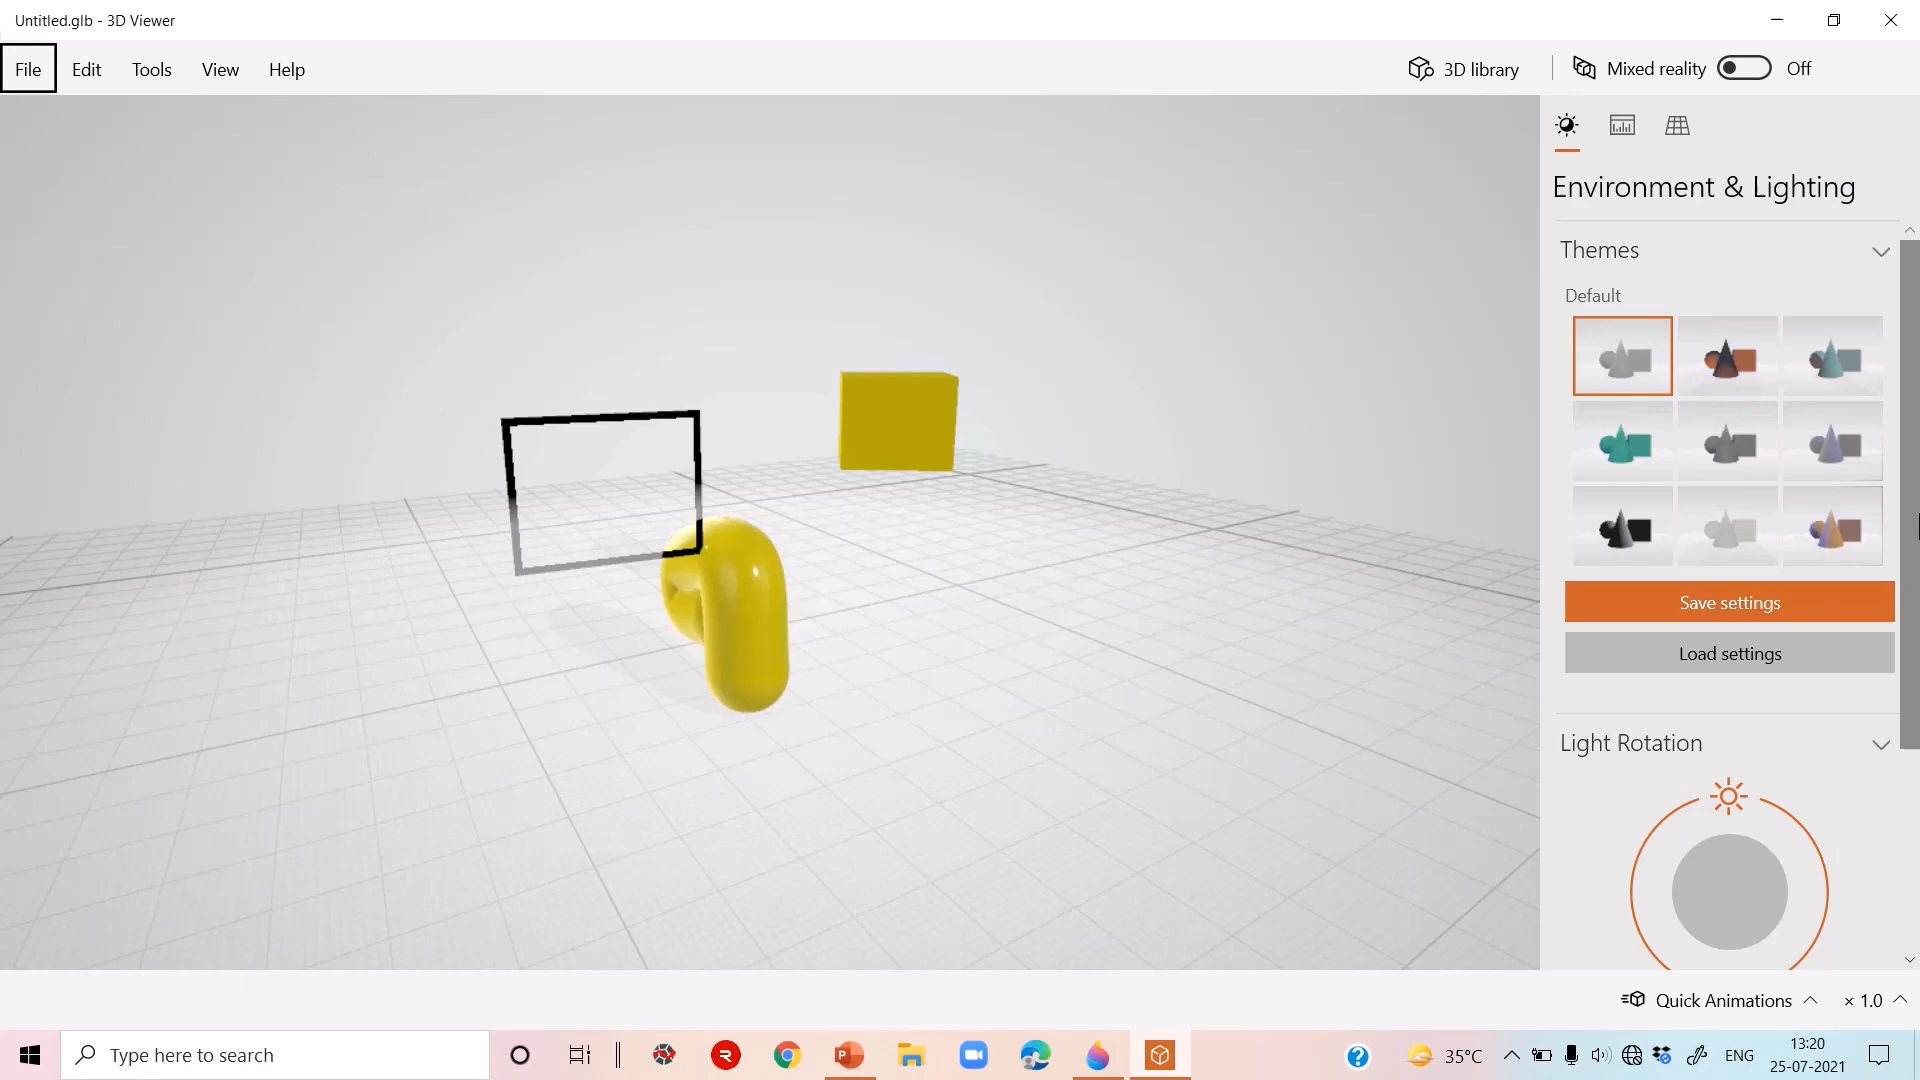 Untitled.glb - 3D Viewer
File Edit Tools View Help 3D library Mixed reality Off
Environment & Lighting
Themes
Default
Save settings
Load settings
Light Rotation
Quick Animations × 1.0
Type here to search
R
P
35°C
ENG
13:20
25-07-2021